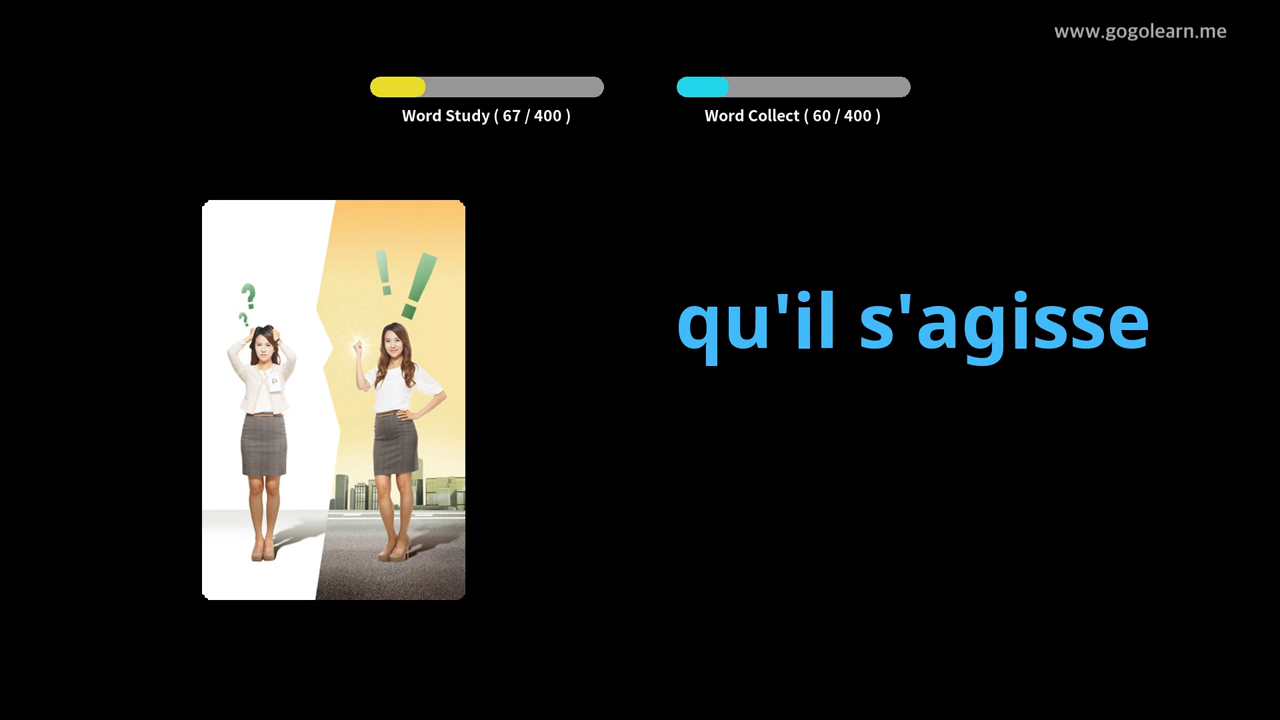 www.gogolearn.me
Word Study ( 67 / 400 )
Word Collect ( 60 / 400 )
? ?
! !
qu'il s'agisse